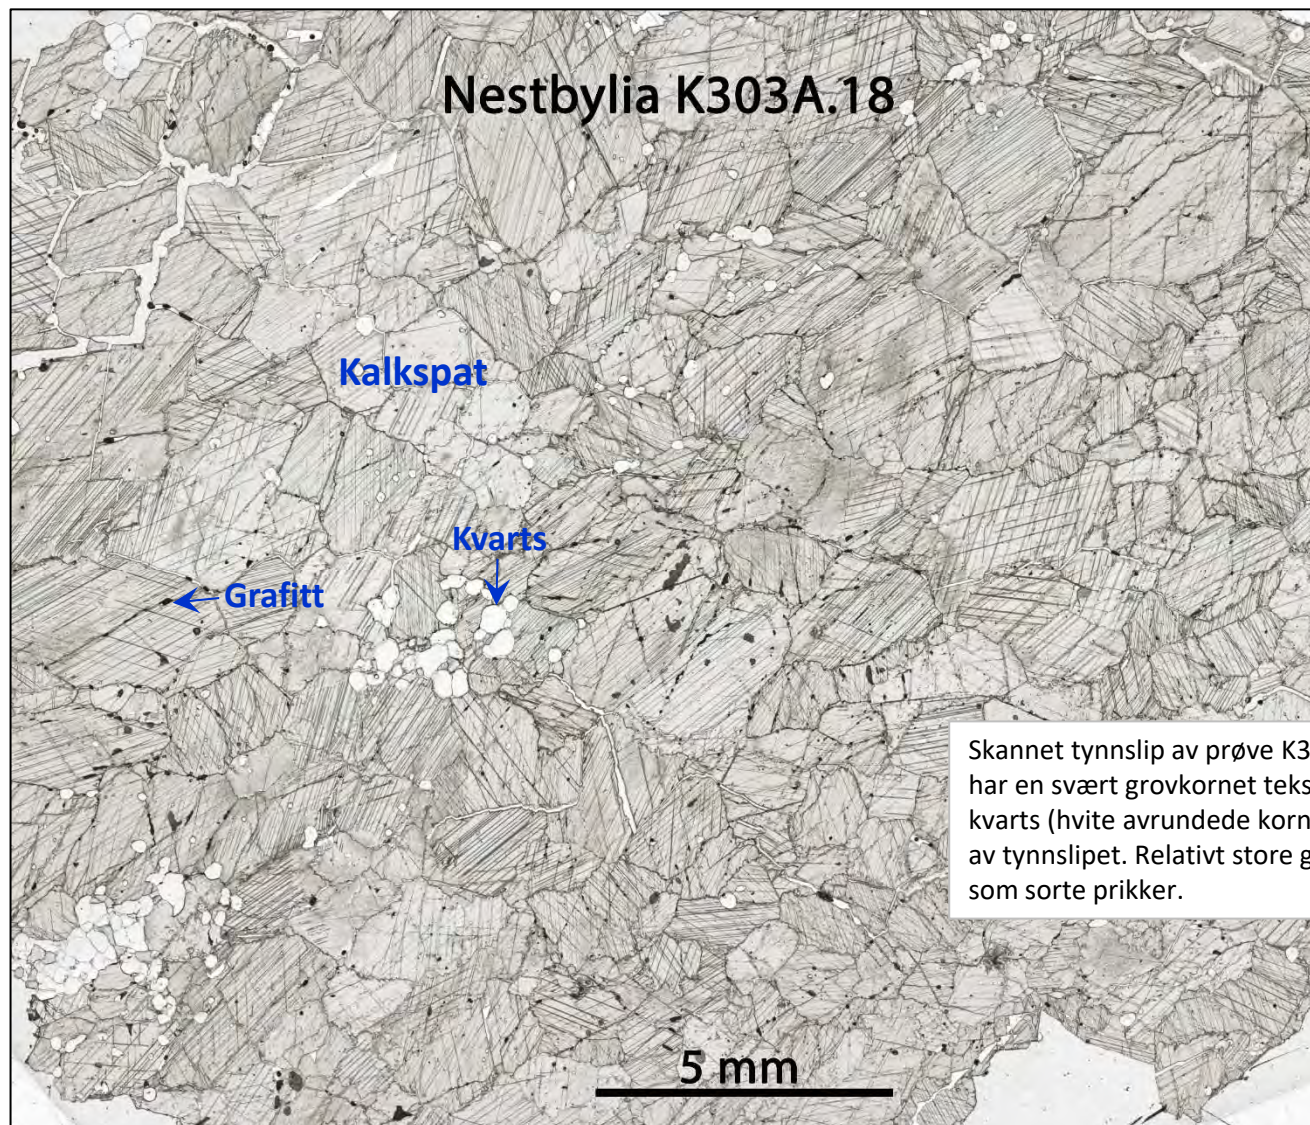 Nestbylia K303A.18
Kalkspat
Kvarts
Grafitt
Skannet tynnslip av prøve K3
har en svært grovkornet teks
kvarts (hvite avrundede korn
av tynnslipet. Relativt store g
som sorte prikker.
5 mm